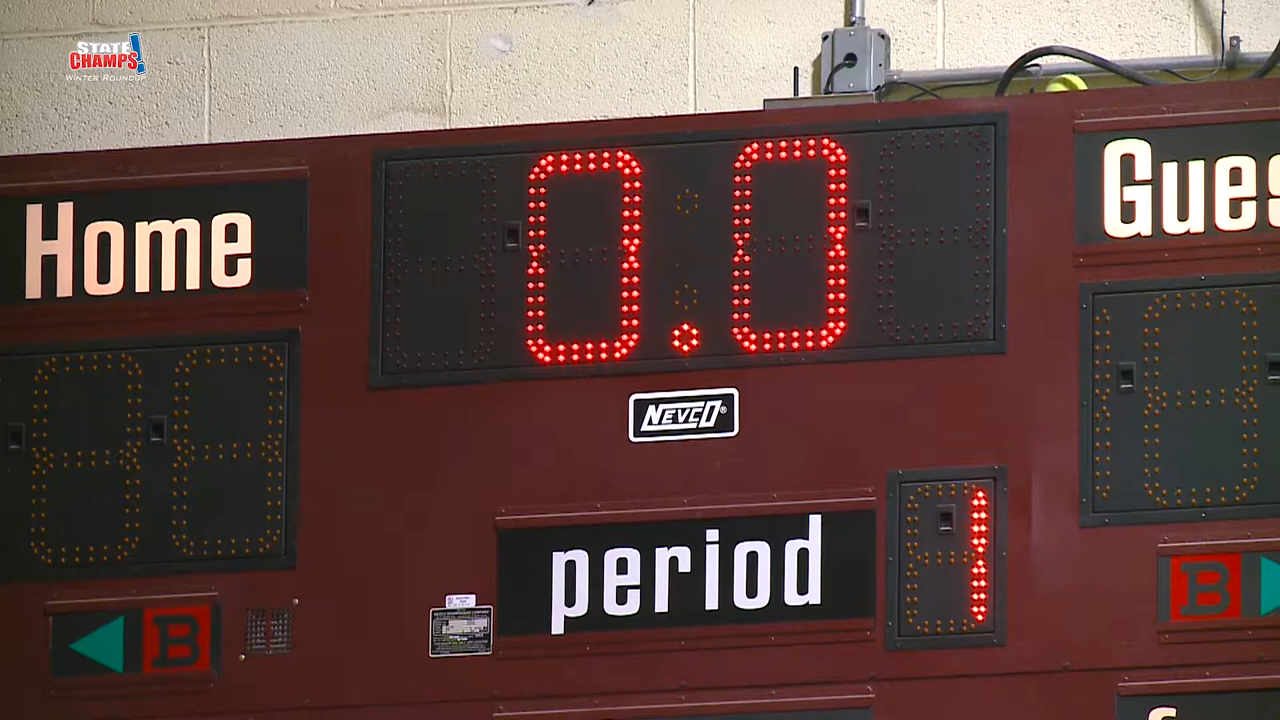 STATE
CHAMPS!
WINTER ROUNDUP
Home
0.0
Gues
NEVCO®
period
1
B
B